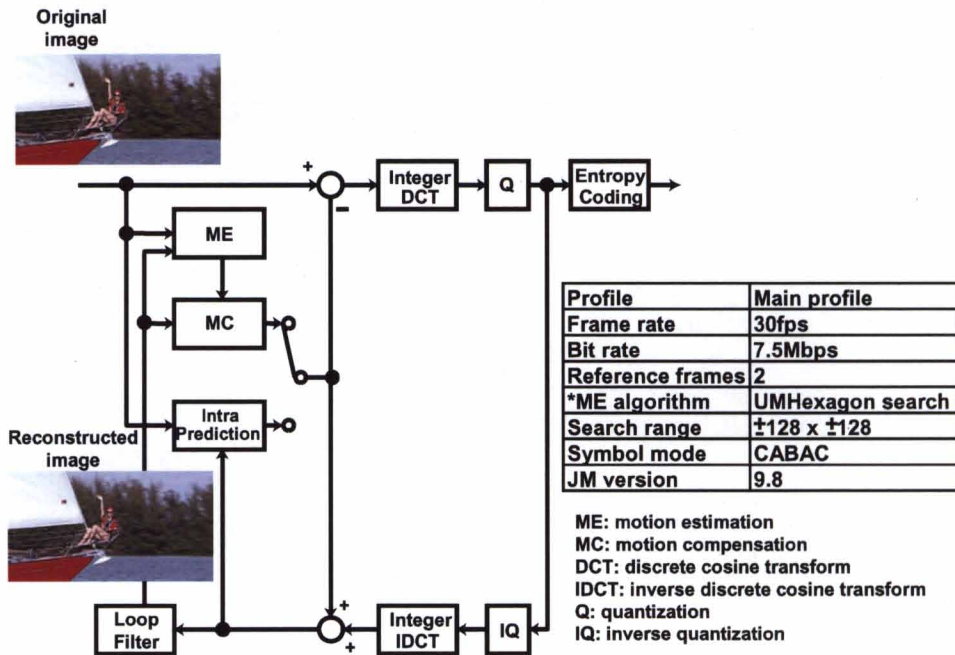 Original
image
+
−
Integer
DCT
Q
Entropy
Coding
ME
MC
Intra
Prediction
Reconstructed
image
Loop
Filter
+
+
Integer
IDCT
IQ
Profile Main profile
Frame rate 30fps
Bit rate 7.5Mbps
Reference frames 2
*ME algorithm UMHexagon search
Search range ±128 x ±128
Symbol mode CABAC
JM version 9.8
ME: motion estimation
MC: motion compensation
DCT: discrete cosine transform
IDCT: inverse discrete cosine transform
Q: quantization
IQ: inverse quantization